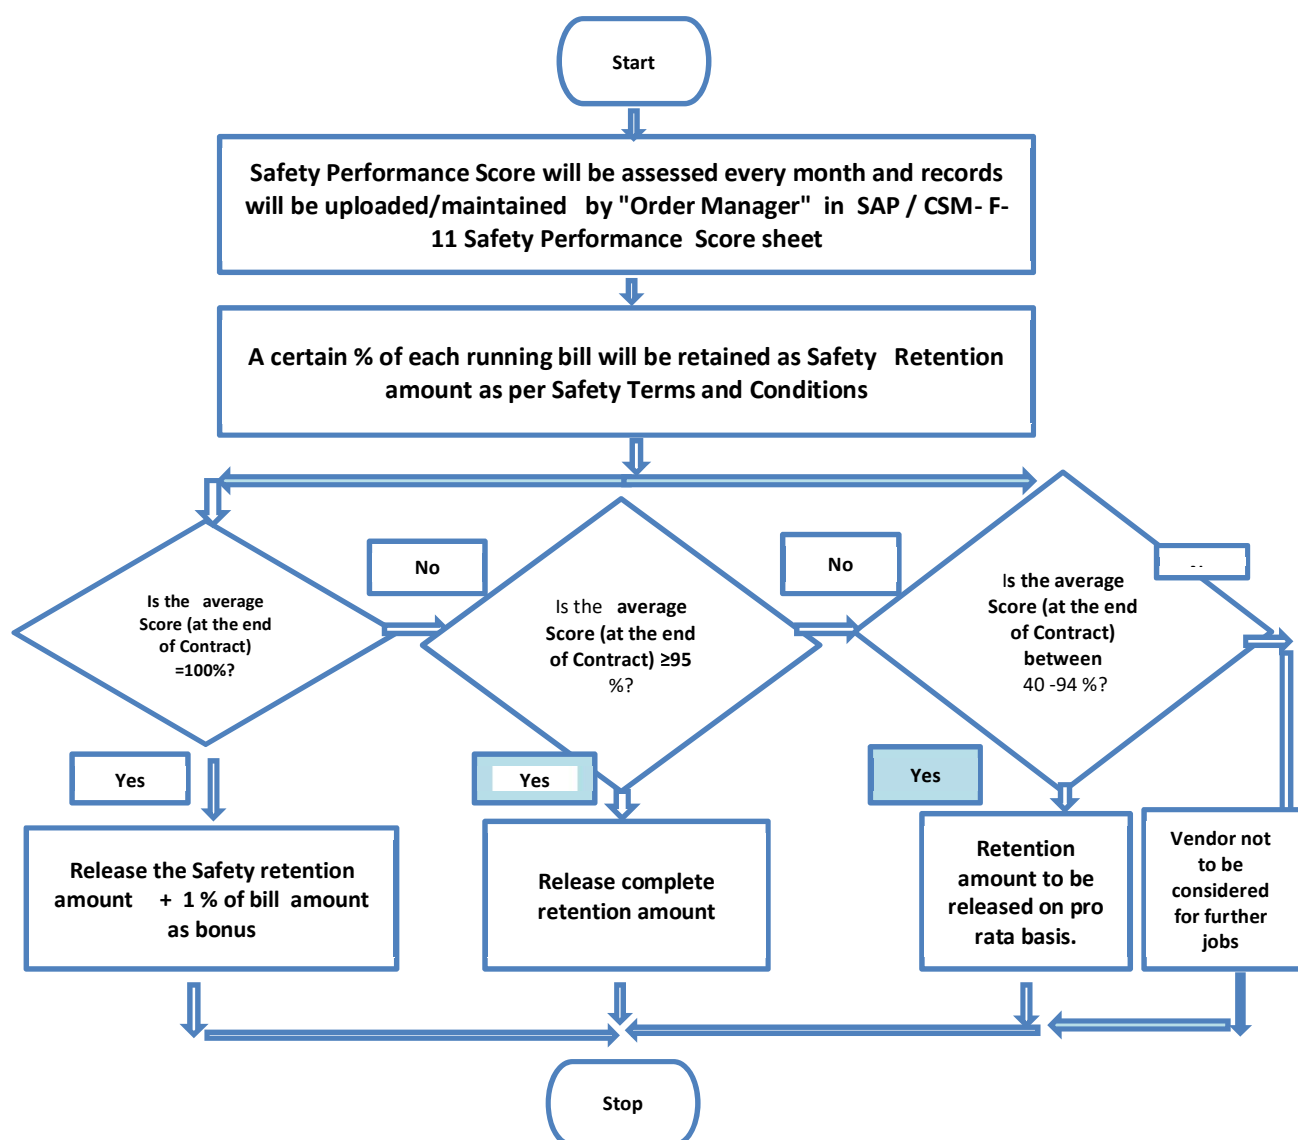 Start
Safety Performance Score will be assessed every month and records
will be uploaded/maintained by "Order Manager" in SAP / CSM- F-
11 Safety Performance Score sheet
A certain % of each running bill will be retained as Safety Retention
amount as per Safety Terms and Conditions
Is the average
Score (at the end
of Contract)
=100%?
No
Is the average
Score (at the end
of Contract) ≥95
%?
No
Is the average
Score (at the end
of Contract)
between
40 -94 %?
Yes
Yes
Yes
Release the Safety retention
amount + 1 % of bill amount
as bonus
Release complete
retention amount
Retention
amount to be
released on pro
rata basis.
Vendor not
to be
considered
for further
jobs
Stop